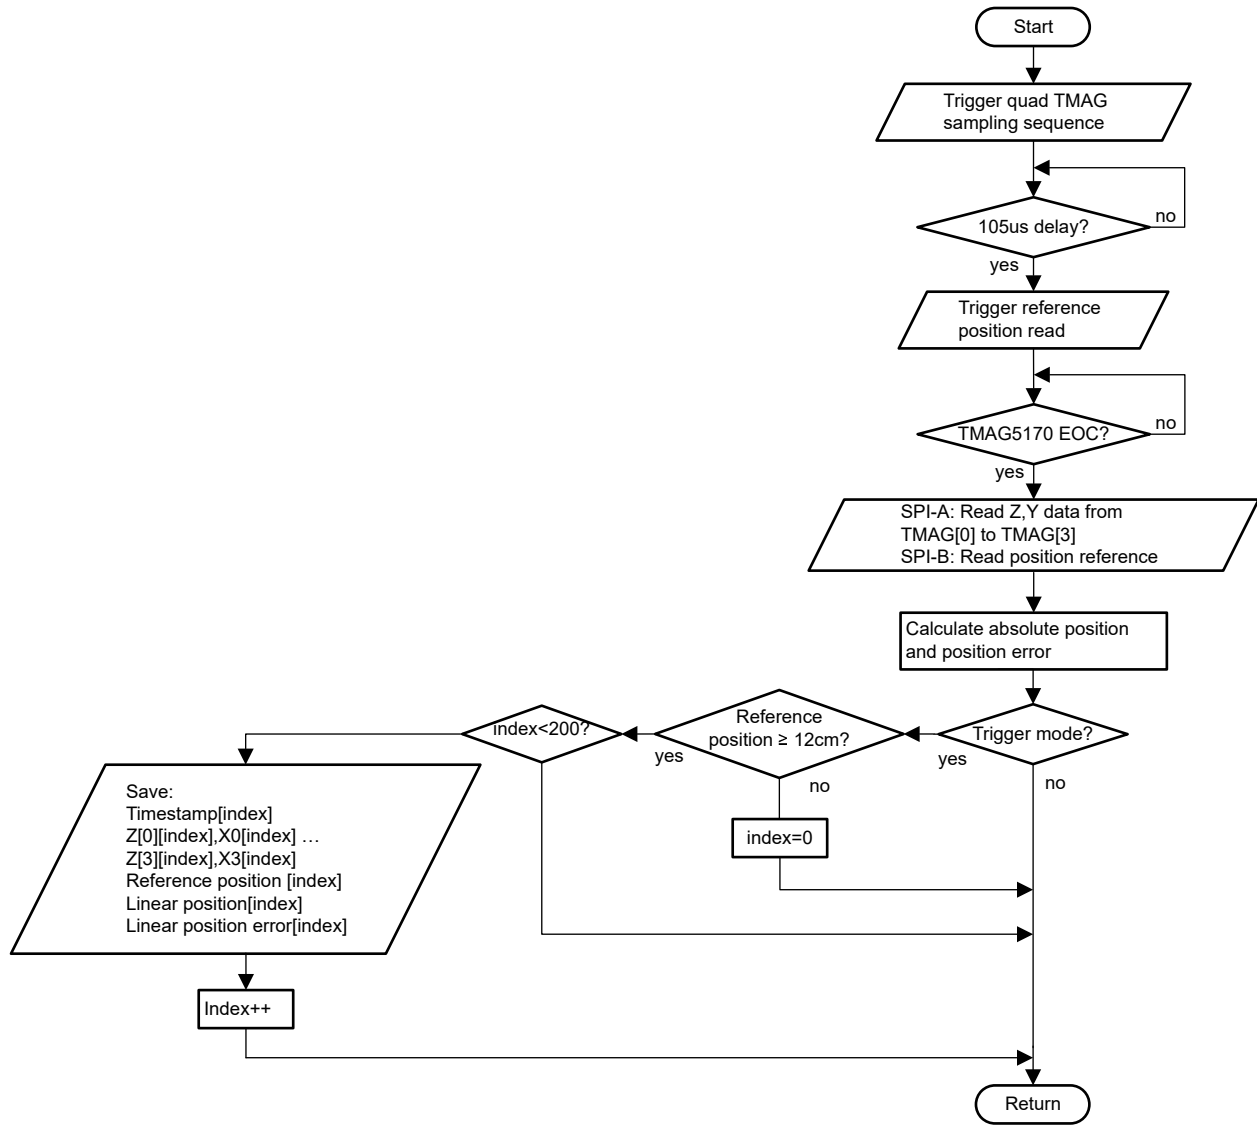 Start
Trigger quad TMAG
sampling sequence
105us delay?
no
yes
Trigger reference
position read
TMAG5170 EOC?
no
yes
SPI-A: Read Z,Y data from
TMAG[0] to TMAG[3]
SPI-B: Read position reference
Calculate absolute position
and position error
Trigger mode?
yes
no
Reference
position ≥ 12cm?
yes
no
index=0
index<200?
Save:
Timestamp[index]
Z[0][index],X0[index] …
Z[3][index],X3[index]
Reference position [index]
Linear position[index]
Linear position error[index]
Index++
Return